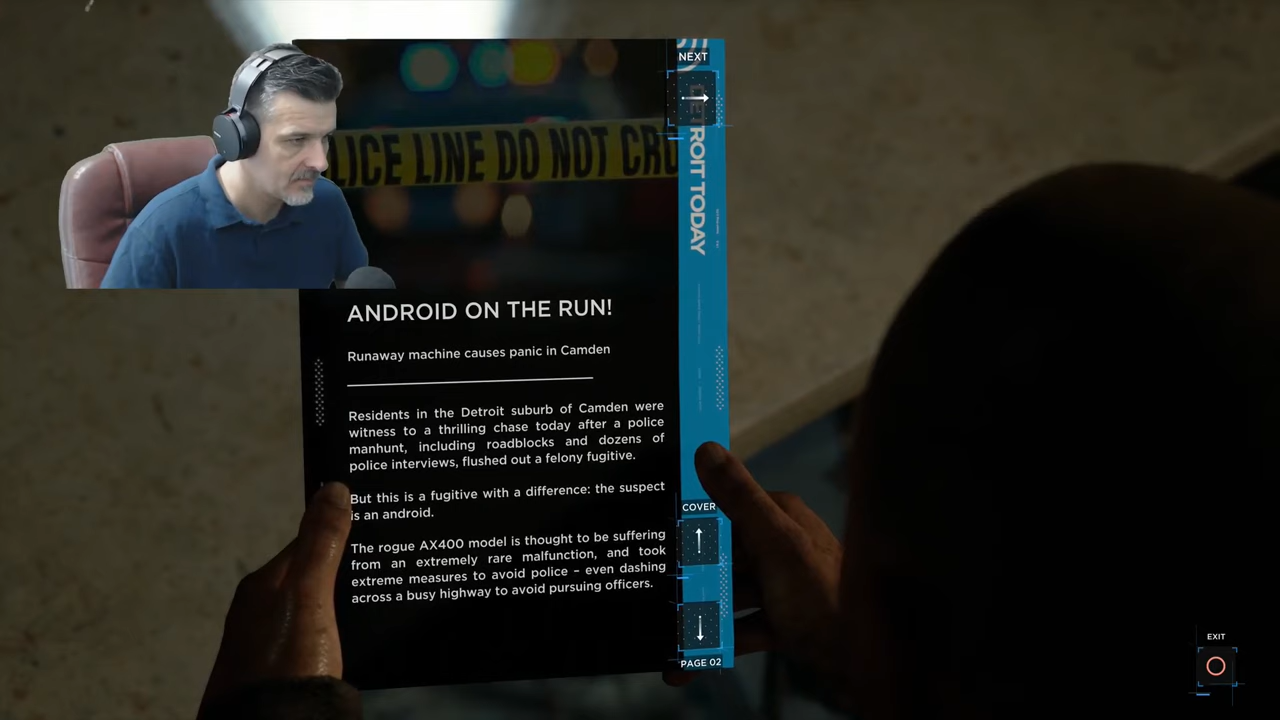 NEXT
LICE LINE DO NOT CRO
DETROIT TODAY
ANDROID ON THE RUN!
Runaway machine causes panic in Camden
Residents in the Detroit suburb of Camden were
witness to a thrilling chase today after a police
manhunt, including roadblocks and dozens of
police interviews, flushed out a felony fugitive.
But this is a fugitive with a difference: the suspect
is an android.
The rogue AX400 model is thought to be suffering
from an extremely rare malfunction, and took
extreme measures to avoid police – even dashing
across a busy highway to avoid pursuing officers.
COVER
PAGE 02
EXIT